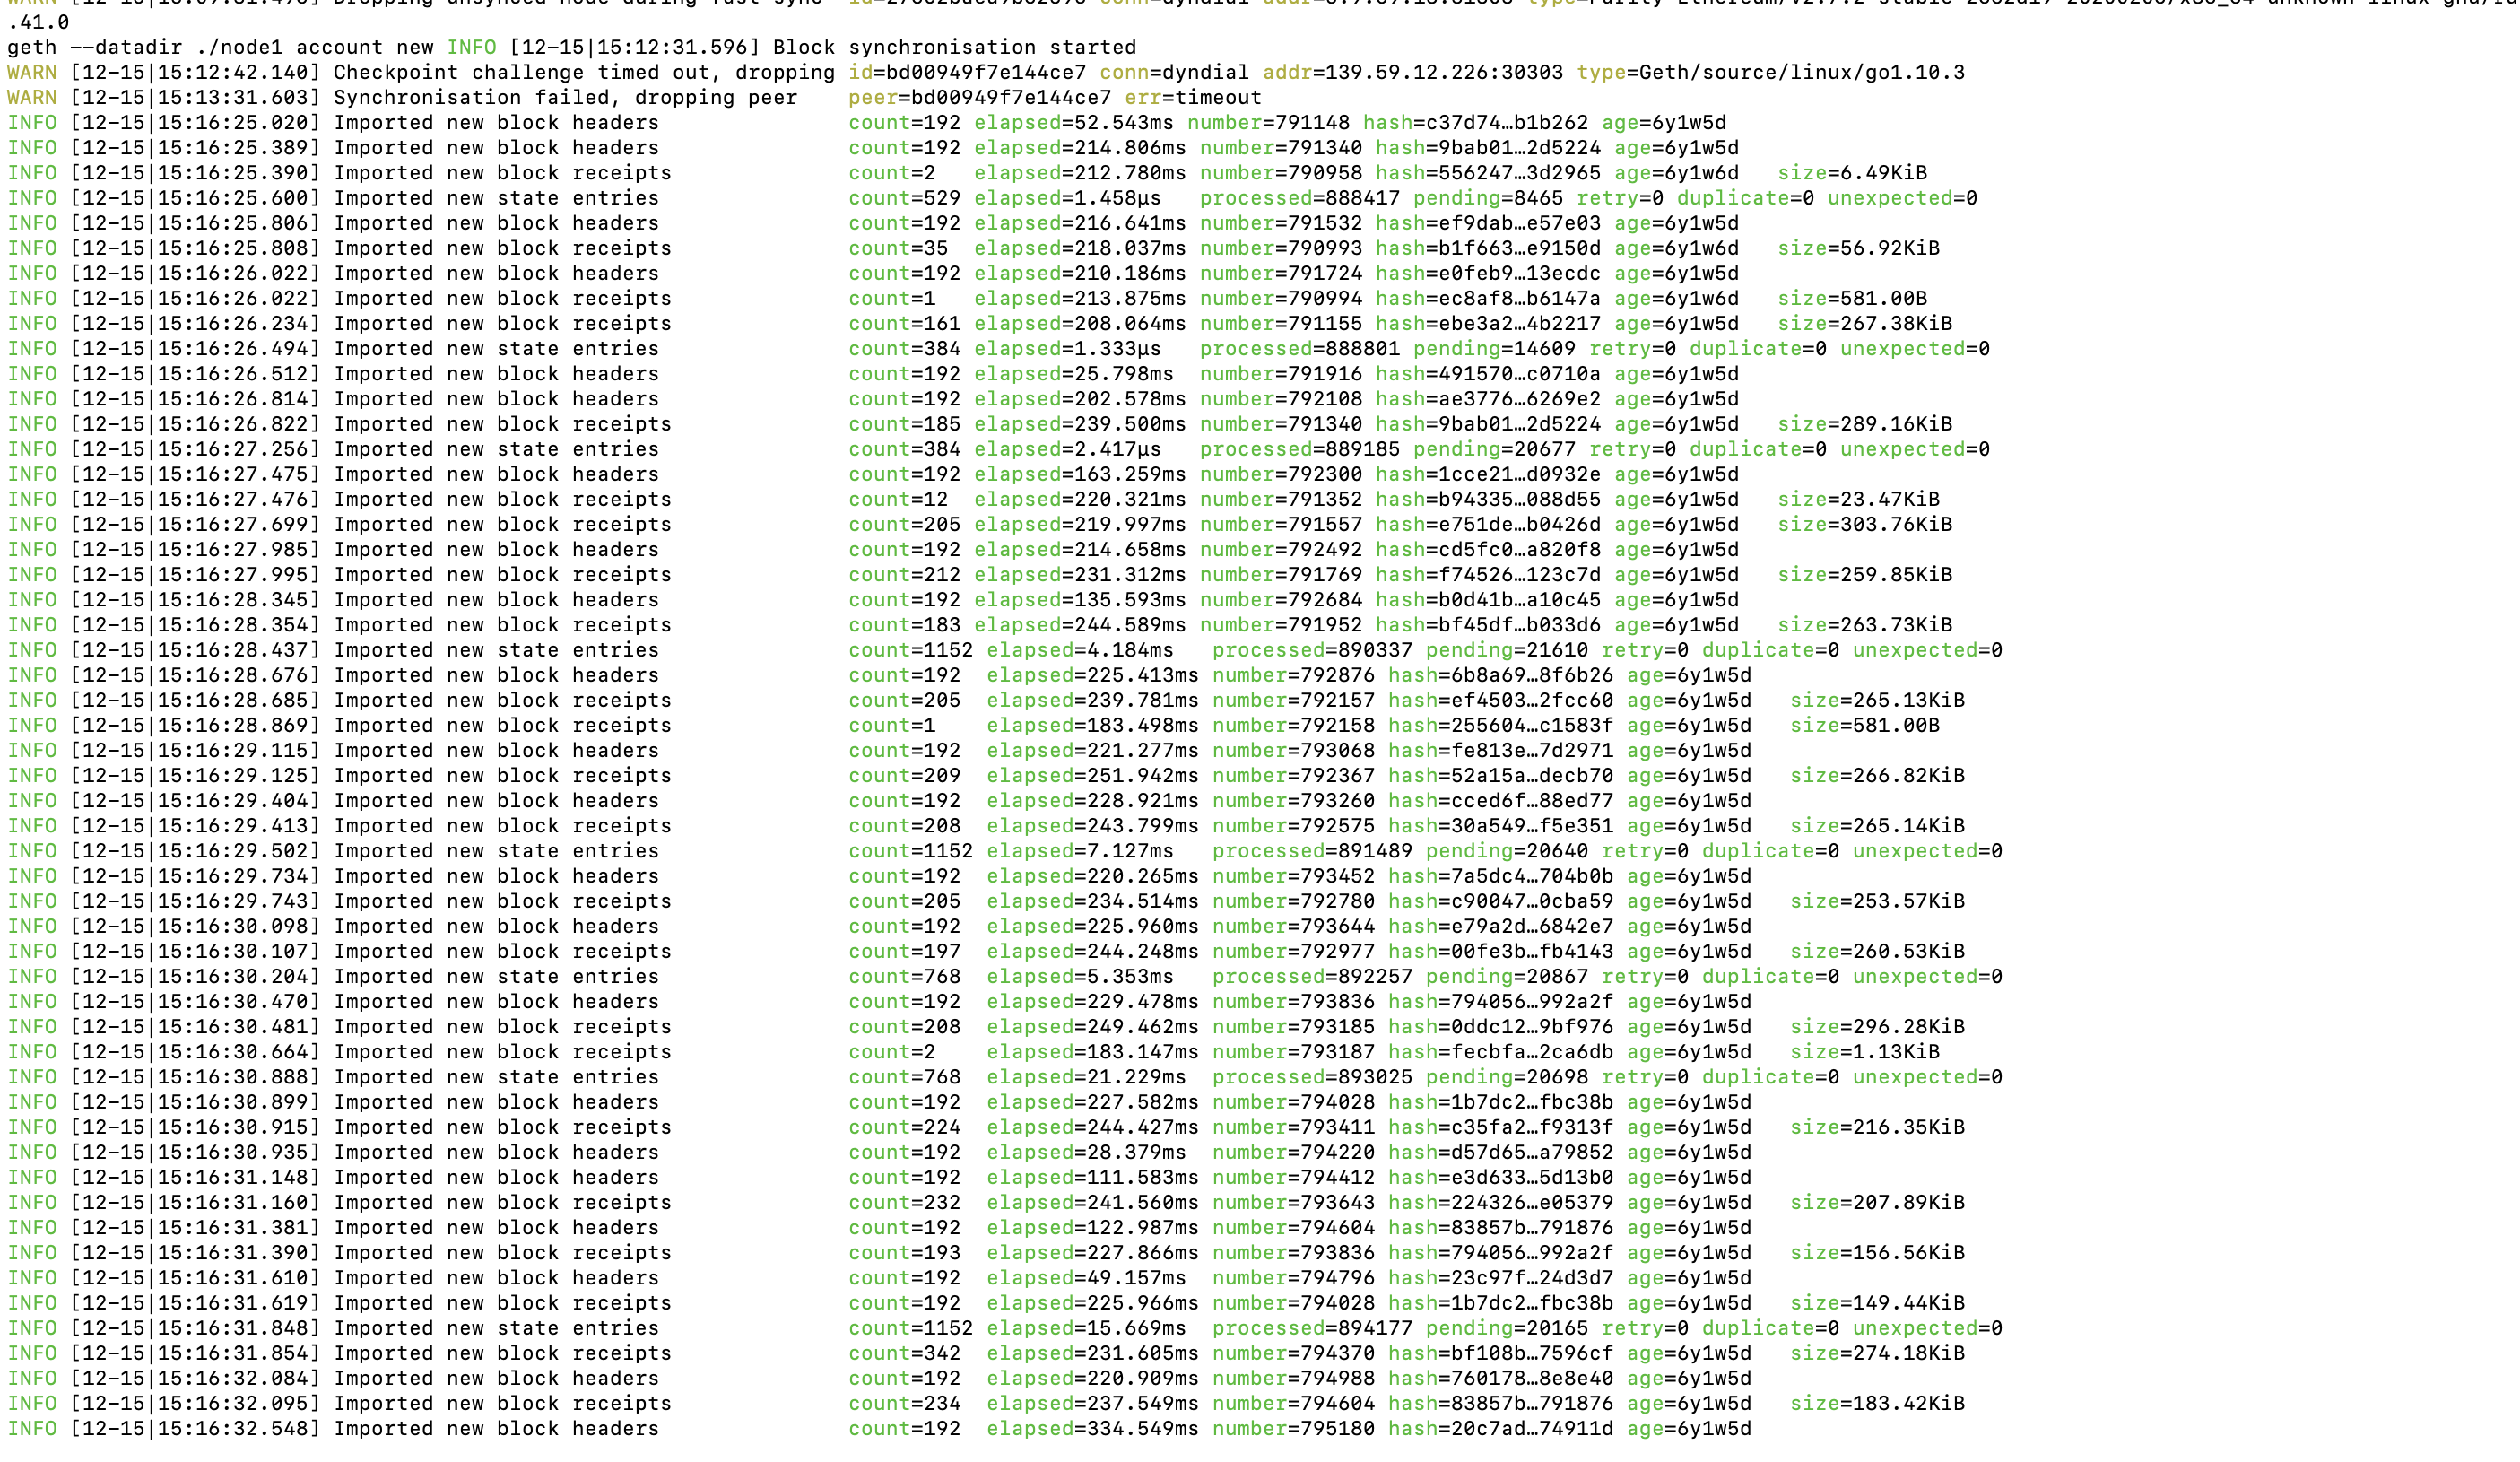 .41.0
geth --datadir ./node1 account new INFO [12-15|15:12:31.596] Block synchronisation started
WARN [12-15|15:12:42.140] Checkpoint challenge timed out, dropping id=bd00949f7e144ce7 conn=dyndial addr=139.59.12.226:30303 type=Geth/source/linux/go1.10.3
WARN [12-15|15:13:31.603] Synchronisation failed, dropping peer peer=bd00949f7e144ce7 err=timeout
INFO [12-15|15:16:25.020] Imported new block headers count=192 elapsed=52.543ms number=791148 hash=c37d74…b1b262 age=6y1w5d
INFO [12-15|15:16:25.389] Imported new block headers count=192 elapsed=214.806ms number=791340 hash=9bab01…2d5224 age=6y1w5d
INFO [12-15|15:16:25.390] Imported new block receipts count=2 elapsed=212.780ms number=790958 hash=556247…3d2965 age=6y1w6d size=6.49KiB
INFO [12-15|15:16:25.600] Imported new state entries count=529 elapsed=1.458µs processed=888417 pending=8465 retry=0 duplicate=0 unexpected=0
INFO [12-15|15:16:25.806] Imported new block headers count=192 elapsed=216.641ms number=791532 hash=ef9dab…e57e03 age=6y1w5d
INFO [12-15|15:16:25.808] Imported new block receipts count=35 elapsed=218.037ms number=790993 hash=b1f663…e9150d age=6y1w6d size=56.92KiB
INFO [12-15|15:16:26.022] Imported new block headers count=192 elapsed=210.186ms number=791724 hash=e0feb9…13ecdc age=6y1w5d
INFO [12-15|15:16:26.022] Imported new block receipts count=1 elapsed=213.875ms number=790994 hash=ec8af8…b6147a age=6y1w6d size=581.00B
INFO [12-15|15:16:26.234] Imported new block receipts count=161 elapsed=208.064ms number=791155 hash=ebe3a2…4b2217 age=6y1w5d size=267.38KiB
INFO [12-15|15:16:26.494] Imported new state entries count=384 elapsed=1.333µs processed=888801 pending=14609 retry=0 duplicate=0 unexpected=0
INFO [12-15|15:16:26.512] Imported new block headers count=192 elapsed=25.798ms number=791916 hash=491570…c0710a age=6y1w5d
INFO [12-15|15:16:26.814] Imported new block headers count=192 elapsed=202.578ms number=792108 hash=ae3776…6269e2 age=6y1w5d
INFO [12-15|15:16:26.822] Imported new block receipts count=185 elapsed=239.500ms number=791340 hash=9bab01…2d5224 age=6y1w5d size=289.16KiB
INFO [12-15|15:16:27.256] Imported new state entries count=384 elapsed=2.417µs processed=889185 pending=20677 retry=0 duplicate=0 unexpected=0
INFO [12-15|15:16:27.475] Imported new block headers count=192 elapsed=163.259ms number=792300 hash=1cce21…d0932e age=6y1w5d
INFO [12-15|15:16:27.476] Imported new block receipts count=12 elapsed=220.321ms number=791352 hash=b94335…088d55 age=6y1w5d size=23.47KiB
INFO [12-15|15:16:27.699] Imported new block receipts count=205 elapsed=219.997ms number=791557 hash=e751de…b0426d age=6y1w5d size=303.76KiB
INFO [12-15|15:16:27.985] Imported new block headers count=192 elapsed=214.658ms number=792492 hash=cd5fc0…a820f8 age=6y1w5d
INFO [12-15|15:16:27.995] Imported new block receipts count=212 elapsed=231.312ms number=791769 hash=f74526…123c7d age=6y1w5d size=259.85KiB
INFO [12-15|15:16:28.345] Imported new block headers count=192 elapsed=135.593ms number=792684 hash=b0d41b…a10c45 age=6y1w5d
INFO [12-15|15:16:28.354] Imported new block receipts count=183 elapsed=244.589ms number=791952 hash=bf45df…b033d6 age=6y1w5d size=263.73KiB
INFO [12-15|15:16:28.437] Imported new state entries count=1152 elapsed=4.184ms processed=890337 pending=21610 retry=0 duplicate=0 unexpected=0
INFO [12-15|15:16:28.676] Imported new block headers count=192 elapsed=225.413ms number=792876 hash=6b8a69…8f6b26 age=6y1w5d
INFO [12-15|15:16:28.685] Imported new block receipts count=205 elapsed=239.781ms number=792157 hash=ef4503…2fcc60 age=6y1w5d size=265.13KiB
INFO [12-15|15:16:28.869] Imported new block receipts count=1 elapsed=183.498ms number=792158 hash=255604…c1583f age=6y1w5d size=581.00B
INFO [12-15|15:16:29.115] Imported new block headers count=192 elapsed=221.277ms number=793068 hash=fe813e…7d2971 age=6y1w5d
INFO [12-15|15:16:29.125] Imported new block receipts count=209 elapsed=251.942ms number=792367 hash=52a15a…decb70 age=6y1w5d size=266.82KiB
INFO [12-15|15:16:29.404] Imported new block headers count=192 elapsed=228.921ms number=793260 hash=cced6f…88ed77 age=6y1w5d
INFO [12-15|15:16:29.413] Imported new block receipts count=208 elapsed=243.799ms number=792575 hash=30a549…f5e351 age=6y1w5d size=265.14KiB
INFO [12-15|15:16:29.502] Imported new state entries count=1152 elapsed=7.127ms processed=891489 pending=20640 retry=0 duplicate=0 unexpected=0
INFO [12-15|15:16:29.734] Imported new block headers count=192 elapsed=220.265ms number=793452 hash=7a5dc4…704b0b age=6y1w5d
INFO [12-15|15:16:29.743] Imported new block receipts count=205 elapsed=234.514ms number=792780 hash=c90047…0cba59 age=6y1w5d size=253.57KiB
INFO [12-15|15:16:30.098] Imported new block headers count=192 elapsed=225.960ms number=793644 hash=e79a2d…6842e7 age=6y1w5d
INFO [12-15|15:16:30.107] Imported new block receipts count=197 elapsed=244.248ms number=792977 hash=00fe3b…fb4143 age=6y1w5d size=260.53KiB
INFO [12-15|15:16:30.204] Imported new state entries count=768 elapsed=5.353ms processed=892257 pending=20867 retry=0 duplicate=0 unexpected=0
INFO [12-15|15:16:30.470] Imported new block headers count=192 elapsed=229.478ms number=793836 hash=794056…992a2f age=6y1w5d
INFO [12-15|15:16:30.481] Imported new block receipts count=208 elapsed=249.462ms number=793185 hash=0ddc12…9bf976 age=6y1w5d size=296.28KiB
INFO [12-15|15:16:30.664] Imported new block receipts count=2 elapsed=183.147ms number=793187 hash=fecbfa…2ca6db age=6y1w5d size=1.13KiB
INFO [12-15|15:16:30.888] Imported new state entries count=768 elapsed=21.229ms processed=893025 pending=20698 retry=0 duplicate=0 unexpected=0
INFO [12-15|15:16:30.899] Imported new block headers count=192 elapsed=227.582ms number=794028 hash=1b7dc2…fbc38b age=6y1w5d
INFO [12-15|15:16:30.915] Imported new block receipts count=224 elapsed=244.427ms number=793411 hash=c35fa2…f9313f age=6y1w5d size=216.35KiB
INFO [12-15|15:16:30.935] Imported new block headers count=192 elapsed=28.379ms number=794220 hash=d57d65…a79852 age=6y1w5d
INFO [12-15|15:16:31.148] Imported new block headers count=192 elapsed=111.583ms number=794412 hash=e3d633…5d13b0 age=6y1w5d
INFO [12-15|15:16:31.160] Imported new block receipts count=232 elapsed=241.560ms number=793643 hash=224326…e05379 age=6y1w5d size=207.89KiB
INFO [12-15|15:16:31.381] Imported new block headers count=192 elapsed=122.987ms number=794604 hash=83857b…791876 age=6y1w5d
INFO [12-15|15:16:31.390] Imported new block receipts count=193 elapsed=227.866ms number=793836 hash=794056…992a2f age=6y1w5d size=156.56KiB
INFO [12-15|15:16:31.610] Imported new block headers count=192 elapsed=49.157ms number=794796 hash=23c97f…24d3d7 age=6y1w5d
INFO [12-15|15:16:31.619] Imported new block receipts count=192 elapsed=225.966ms number=794028 hash=1b7dc2…fbc38b age=6y1w5d size=149.44KiB
INFO [12-15|15:16:31.848] Imported new state entries count=1152 elapsed=15.669ms processed=894177 pending=20165 retry=0 duplicate=0 unexpected=0
INFO [12-15|15:16:31.854] Imported new block receipts count=342 elapsed=231.605ms number=794370 hash=bf108b…7596cf age=6y1w5d size=274.18KiB
INFO [12-15|15:16:32.084] Imported new block headers count=192 elapsed=220.909ms number=794988 hash=760178…8e8e40 age=6y1w5d
INFO [12-15|15:16:32.095] Imported new block receipts count=234 elapsed=237.549ms number=794604 hash=83857b…791876 age=6y1w5d size=183.42KiB
INFO [12-15|15:16:32.548] Imported new block headers count=192 elapsed=334.549ms number=795180 hash=20c7ad…74911d age=6y1w5d